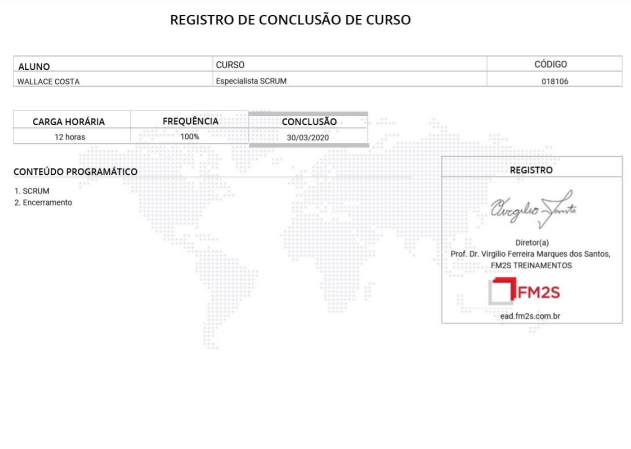 REGISTRO DE CONCLUSÃO DE CURSO
ALUNO CURSO CÓDIGO
WALLACE COSTA Especialista SCRUM 018106
CARGA HORÁRIA FREQUÊNCIA CONCLUSÃO
12 horas 100% 30/03/2020
CONTEÚDO PROGRAMÁTICO
1. SCRUM
2. Encerramento
REGISTRO
Diretor(a)
Prof. Dr. Virgilio Ferreira Marques dos Santos,
FM2S TREINAMENTOS
FM2S
ead.fm2s.com.br